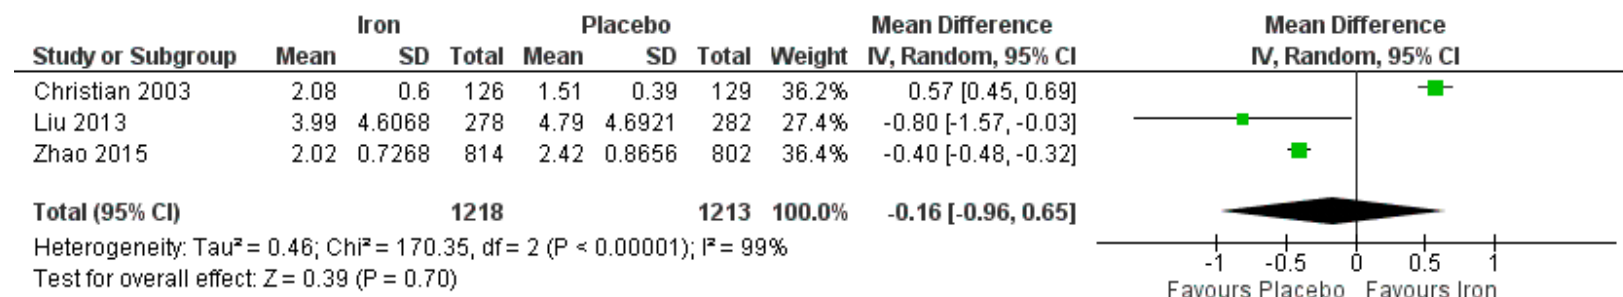 Iron Placebo Mean Difference Mean Difference
Study or Subgroup Mean SD Total Mean SD Total Weight IV, Random, 95% CI IV, Random, 95% CI
Christian 2003 2.08 0.6 126 1.51 0.39 129 36.2% 0.57 [0.45, 0.69]
Liu 2013 3.99 4.6068 278 4.79 4.6921 282 27.4% -0.80 [-1.57, -0.03]
Zhao 2015 2.02 0.7268 814 2.42 0.8656 802 36.4% -0.40 [-0.48, -0.32]
Total (95% CI) 1218 1213 100.0% -0.16 [-0.96, 0.65]
Heterogeneity: Tau² = 0.46; Chi² = 170.35, df = 2 (P < 0.00001); I² = 99%
Test for overall effect: Z = 0.39 (P = 0.70)
-1 -0.5 0 0.5 1
Favours Placebo Favours Iron